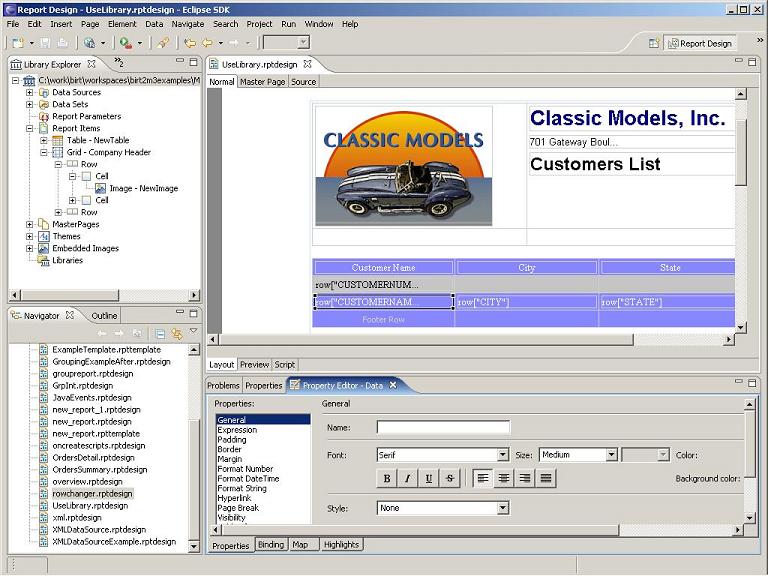 Report Design - UseLibrary.rptdesign - Eclipse SDK
File Edit Insert Page Element Data Navigate Search Project Run Window Help
Report Design
Library Explorer
2
C:\work\birt\workspaces\birt2m3examples\M
Data Sources
Data Sets
Report Parameters
Report Items
Table - NewTable
Grid - Company Header
Row
Cell
Image - NewImage
Cell
Row
MasterPages
Themes
Embedded Images
Libraries
Navigator Outline
ExampleTemplate.rpttemplate
GroupingExampleAfter.rptdesign
groupreport.rptdesign
GrpInt.rptdesign
JavaEvents.rptdesign
new_report_1.rptdesign
new_report.rptdesign
new_report.rpttemplate
oncreatescripts.rptdesign
OrdersDetail.rptdesign
OrdersSummary.rptdesign
overview.rptdesign
rowchanger.rptdesign
UseLibrary.rptdesign
xml.rptdesign
XMLDataSource.rptdesign
XMLDataSourceExample.rptdesign
UseLibrary.rptdesign
Normal Master Page Source
CLASSIC MODELS
Classic Models, Inc.
701 Gateway Boul...
Customers List
Customer Name City State
row["CUSTOMERNUM...
row["CUSTOMERNAM... row["CITY"] row["STATE"]
Footer Row
Layout Preview Script
Problems Properties Property Editor - Data
Properties:
General
Expression
Padding
Border
Margin
Format Number
Format DateTime
Format String
Hyperlink
Page Break
Visibility
General
Name:
Font: Serif Size: Medium Color:
B I U S Background color:
Style: None
Properties Binding Map Highlights